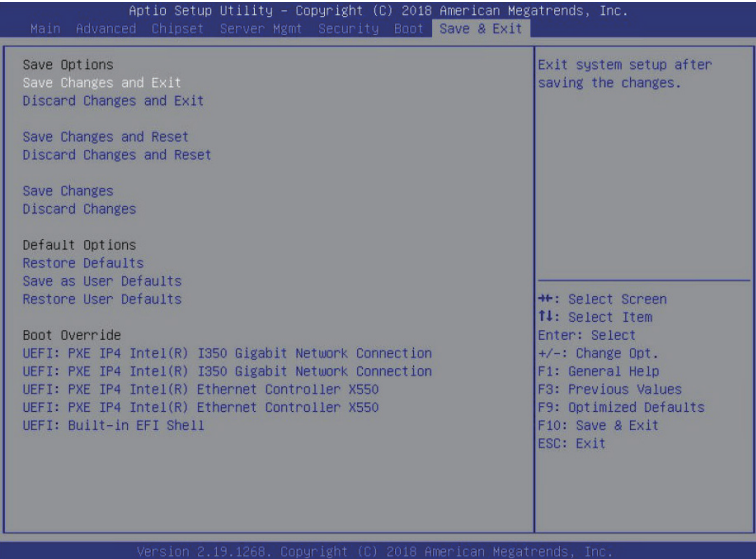 Aptio Setup Utility – Copyright (C) 2018 American Megatrends, Inc.
Main Advanced Chipset Server Mgmt Security Boot Save & Exit
Save Options
Save Changes and Exit
Discard Changes and Exit
Save Changes and Reset
Discard Changes and Reset
Save Changes
Discard Changes
Default Options
Restore Defaults
Save as User Defaults
Restore User Defaults
Boot Override
UEFI: PXE IP4 Intel(R) I350 Gigabit Network Connection
UEFI: PXE IP4 Intel(R) I350 Gigabit Network Connection
UEFI: PXE IP4 Intel(R) Ethernet Controller X550
UEFI: PXE IP4 Intel(R) Ethernet Controller X550
UEFI: Built-in EFI Shell
Exit system setup after
saving the changes.
→←: Select Screen
↑↓: Select Item
Enter: Select
+/-: Change Opt.
F1: General Help
F3: Previous Values
F9: Optimized Defaults
F10: Save & Exit
ESC: Exit
Version 2.19.1268. Copyright (C) 2018 American Megatrends, Inc.